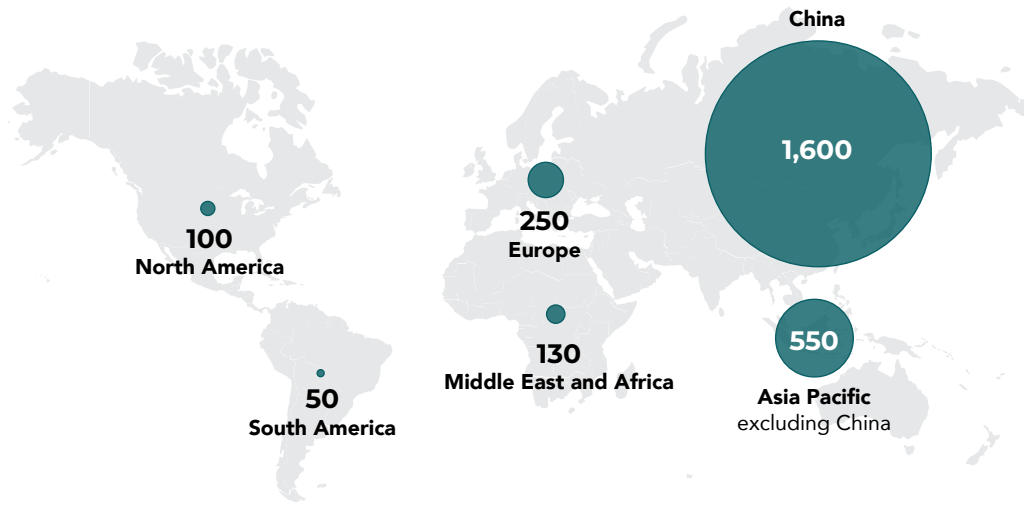 China
1,600
250
Europe
100
North America
550
130
Middle East and Africa
Asia Pacific
excluding China
50
South America